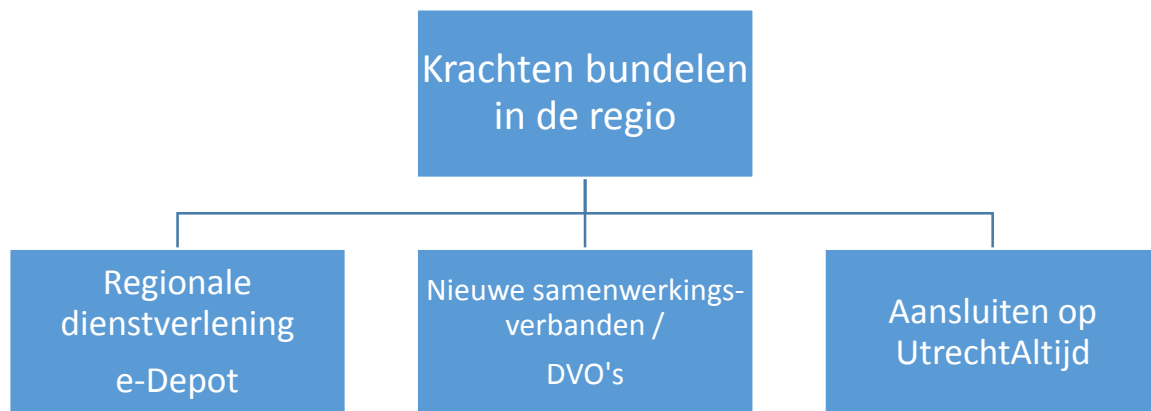 Krachten bundelen
in de regio
Regionale
dienstverlening
e-Depot
Nieuwe samenwerkings-
verbanden /
DVO's
Aansluiten op
UtrechtAltijd